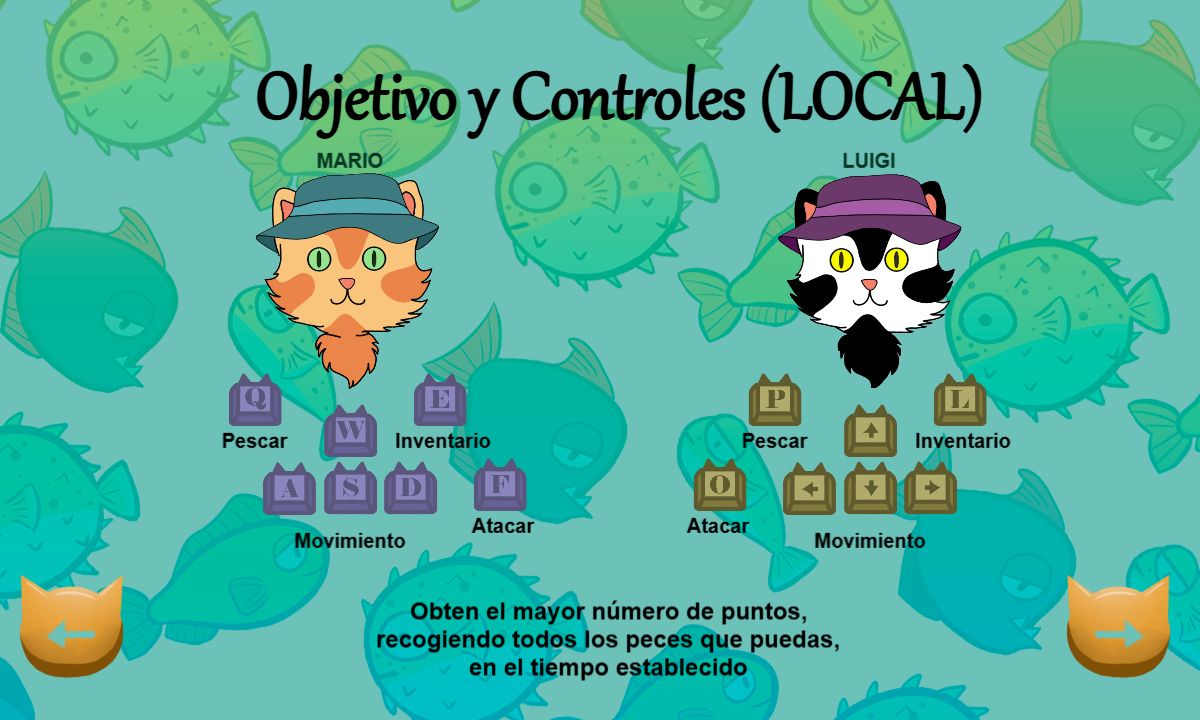 Objetivo y Controles (LOCAL)
MARIO
LUIGI
Q
E
P
L
W
Pescar
Inventario
Pescar
Inventario
A
S
D
F
O
Atacar
Atacar
Movimiento
Movimiento
Obten el mayor número de puntos,
recogiendo todos los peces que puedas,
en el tiempo establecido